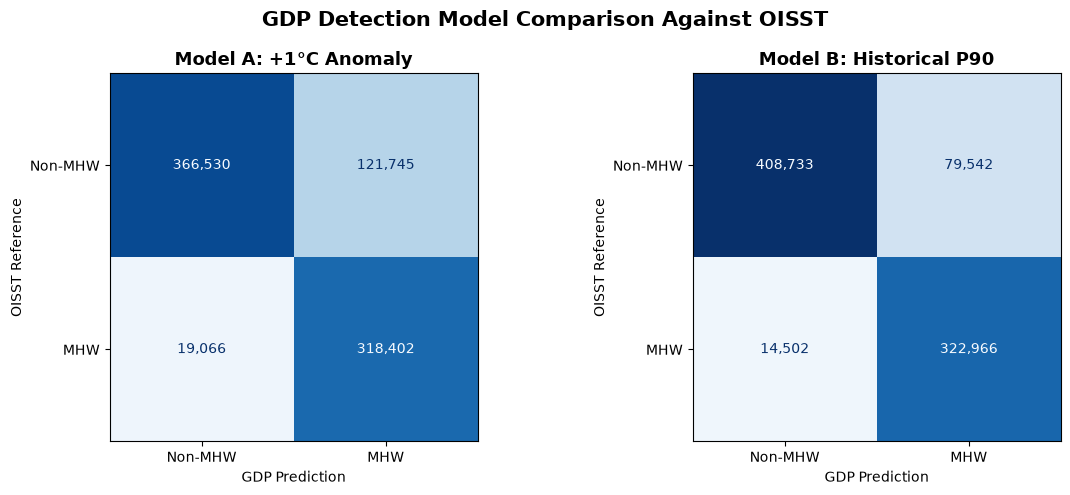 GDP Detection Model Comparison Against OISST
Model A: +1°C Anomaly
OISST Reference
Non-MHW
366,530
121,745
MHW
19,066
318,402
Non-MHW
MHW
GDP Prediction
Model B: Historical P90
OISST Reference
Non-MHW
408,733
79,542
MHW
14,502
322,966
Non-MHW
MHW
GDP Prediction